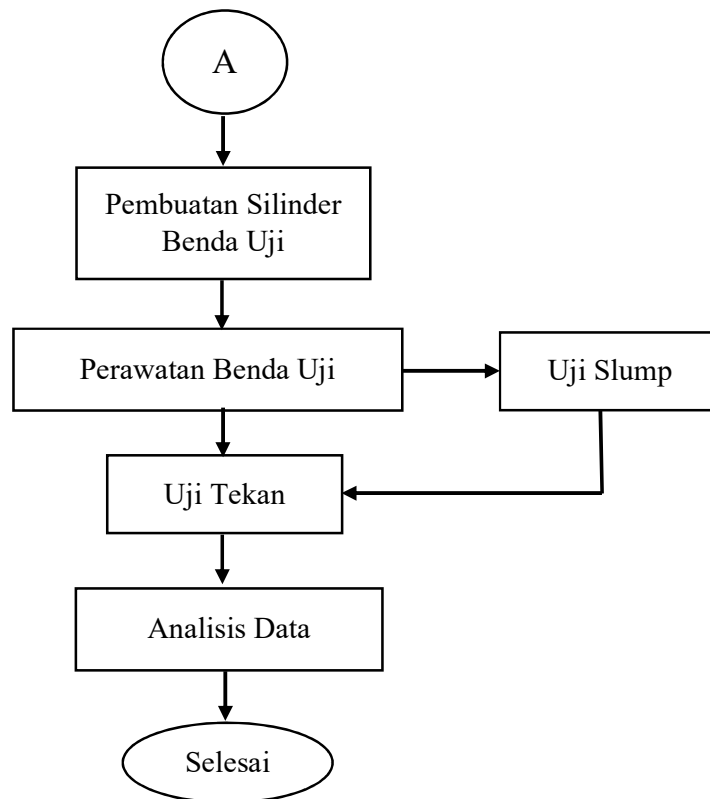 A
Pembuatan Silinder
Benda Uji
Perawatan Benda Uji
Uji Slump
Uji Tekan
Analisis Data
Selesai